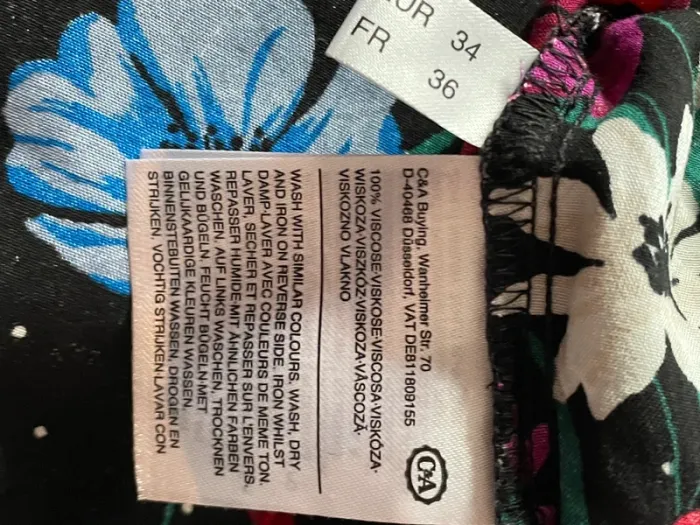 EUR 34
FR 36
C&A
C&A Buying, Wanheimer Str. 70
D-40468 Düsseldorf, VAT DE811809155
100% VISCOSE·VISKOSE·VISCOSA·VISKÓZA·
WISKOZA·VISZKÓZ·VISKOZA·VÂSCOZĂ·
VISKOZNO VLAKNO
WASH WITH SIMILAR COLOURS. WASH, DRY
AND IRON ON REVERSE SIDE. IRON WHILST
DAMP·LAVER AVEC COULEURS DE MEME TON.
LAVER, SECHER ET REPASSER SUR L'ENVERS.
REPASSER HUMIDE·MIT ÄHNLICHEN FARBEN
WASCHEN. AUF LINKS WASCHEN, TROCKNEN
UND BÜGELN. FEUCHT BÜGELN·MET
GELIJKAARDIGE KLEUREN WASSEN.
BINNENSTEBUITEN WASSEN, DROGEN EN
STRIJKEN. VOCHTIG STRIJKEN·LAVAR CON